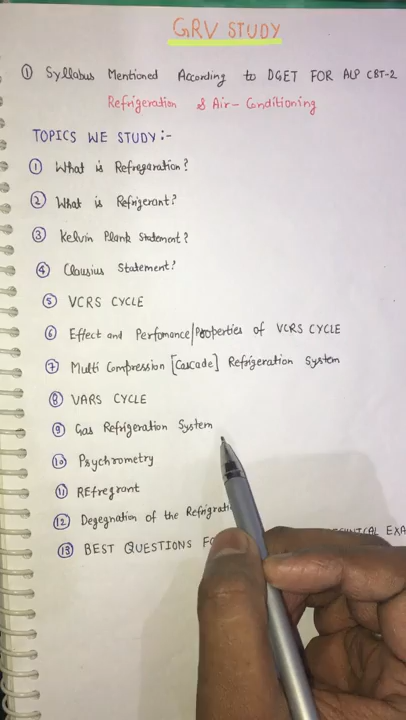 GRV STUDY
① Syllabus Mentioned According to DGET FOR ALP CBT-2
Refrigeration & Air-Conditioning
TOPICS WE STUDY:-
① What is Refregaration?
② What is Refrigerant?
③ Kelvin Plank Statement?
④ Clausius Statement?
⑤ VCRS CYCLE
⑥ Effect and Perfomance/Properties of VCRS CYCLE
⑦ Multi Compression [Cascade] Refrigeration System
⑧ VARS CYCLE
⑨ Gas Refrigeration System
⑩ Psychrometry
⑪ REfregrant
⑫ Degegnation of the
⑬ BEST QUESTIONS